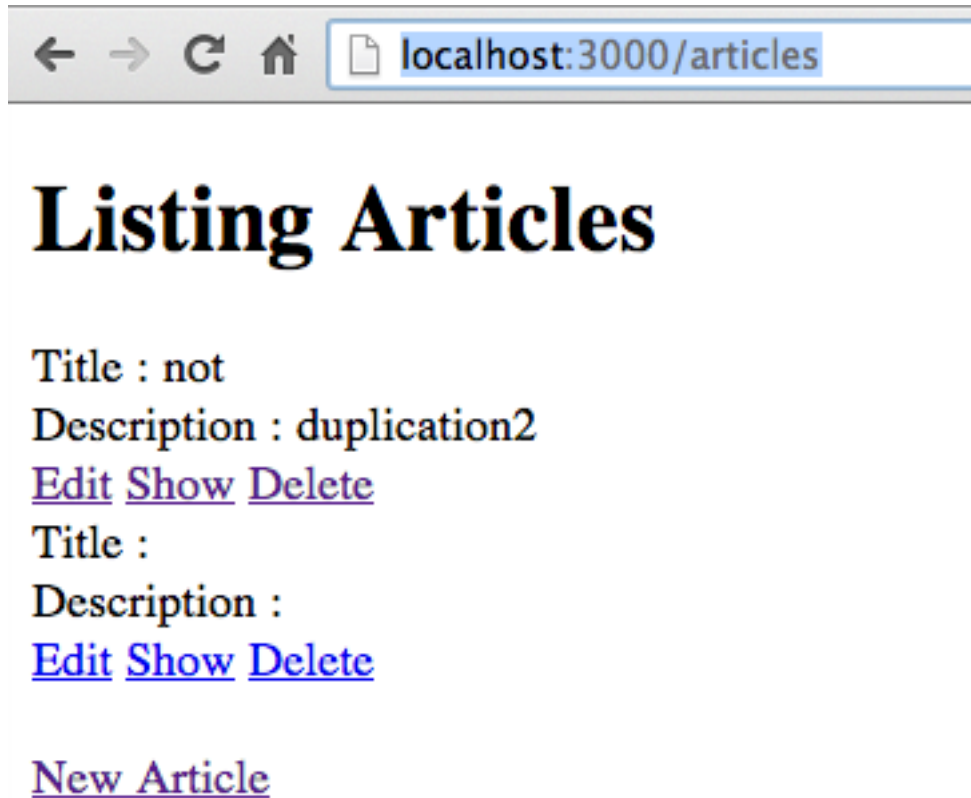 localhost:3000/articles
Listing Articles
Title : not
Description : duplication2
Edit Show Delete
Title :
Description :
Edit Show Delete
New Article